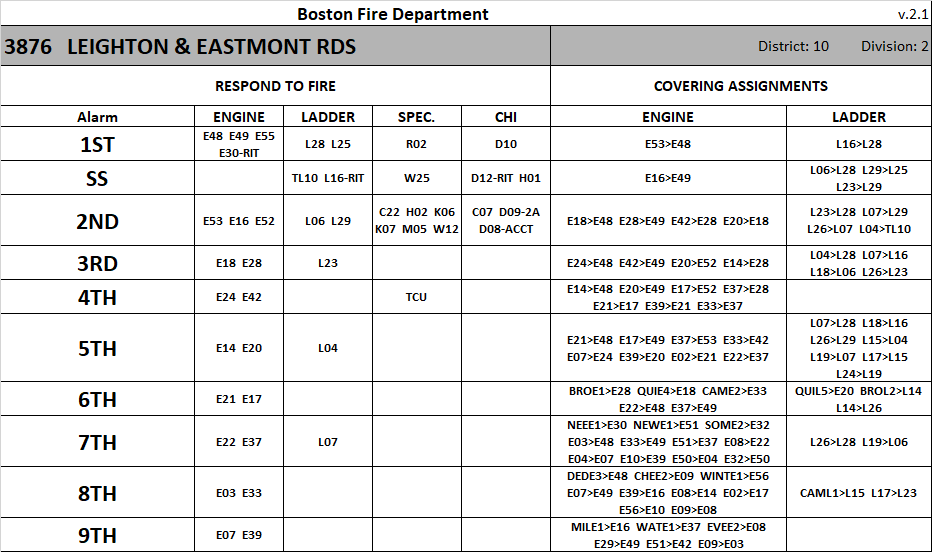 Boston Fire Department v.2.1
3876 LEIGHTON & EASTMONT RDS District: 10 Division: 2
RESPOND TO FIRE COVERING ASSIGNMENTS
Alarm ENGINE LADDER SPEC. CHI ENGINE LADDER
1ST
E48 E49 E55
E30-RIT
L28 L25
R02
D10
E53>E48
L16>L28
SS
TL10 L16-RIT
W25
D12-RIT H01
E16>E49
L06>L28 L29>L25
L23>L29
2ND
E53 E16 E52
L06 L29
C22 H02 K06
K07 M05 W12
C07 D09-2A
D08-ACCT
E18>E48 E28>E49 E42>E28 E20>E18
L23>L28 L07>L29
L26>L07 L04>TL10
3RD
E18 E28
L23
E24>E48 E42>E49 E20>E52 E14>E28
L04>L28 L07>L16
L18>L06 L26>L23
4TH
E24 E42
TCU
E14>E48 E20>E49 E17>E52 E37>E28
E21>E17 E39>E21 E33>E37
5TH
E14 E20
L04
E21>E48 E17>E49 E37>E53 E33>E42
E07>E24 E39>E20 E02>E21 E22>E37
L07>L28 L18>L16
L26>L29 L15>L04
L19>L07 L17>L15
L24>L19
6TH
E21 E17
BROE1>E28 QUIE4>E18 CAME2>E33
E22>E48 E37>E49
QUIL5>E20 BROL2>L14
L14>L26
7TH
E22 E37
L07
NEEE1>E30 NEWE1>E51 SOME2>E32
E03>E48 E33>E49 E51>E37 E08>E22
E04>E07 E10>E39 E50>E04 E32>E50
L26>L28 L19>L06
8TH
E03 E33
DEDE3>E48 CHEE2>E09 WINTE1>E56
E07>E49 E39>E16 E08>E14 E02>E17
E56>E10 E09>E08
CAML1>L15 L17>L23
9TH
E07 E39
MILE1>E16 WATE1>E37 EVEE2>E08
E29>E49 E51>E42 E09>E03